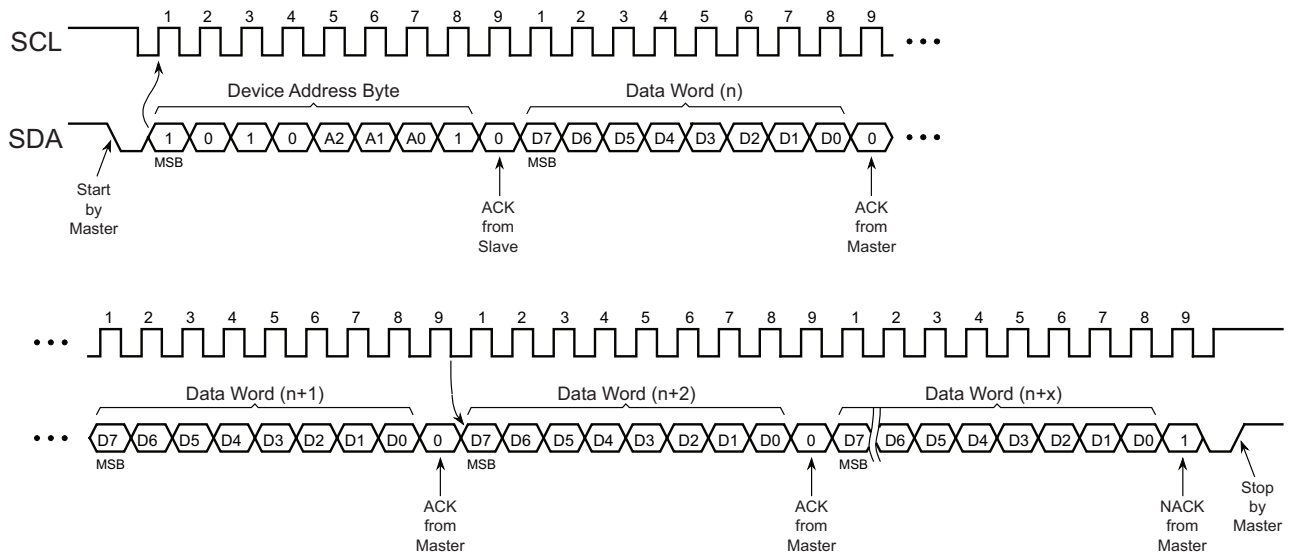 1 2 3 4 5 6 7 8 9 1 2 3 4 5 6 7 8 9
SCL
Device Address Byte Data Word (n)
SDA 1 0 1 0 A2 A1 A0 1 0 D7 D6 D5 D4 D3 D2 D1 D0 0
MSB MSB
Start
by
Master
ACK
from
Slave
ACK
from
Master
1 2 3 4 5 6 7 8 9 1 2 3 4 5 6 7 8 9 1 2 3 4 5 6 7 8 9
Data Word (n+1) Data Word (n+2) Data Word (n+x)
D7 D6 D5 D4 D3 D2 D1 D0 0 D7 D6 D5 D4 D3 D2 D1 D0 0 D7 D6 D5 D4 D3 D2 D1 D0 1
MSB MSB MSB
ACK
from
Master
ACK
from
Master
NACK
from
Master
Stop
by
Master